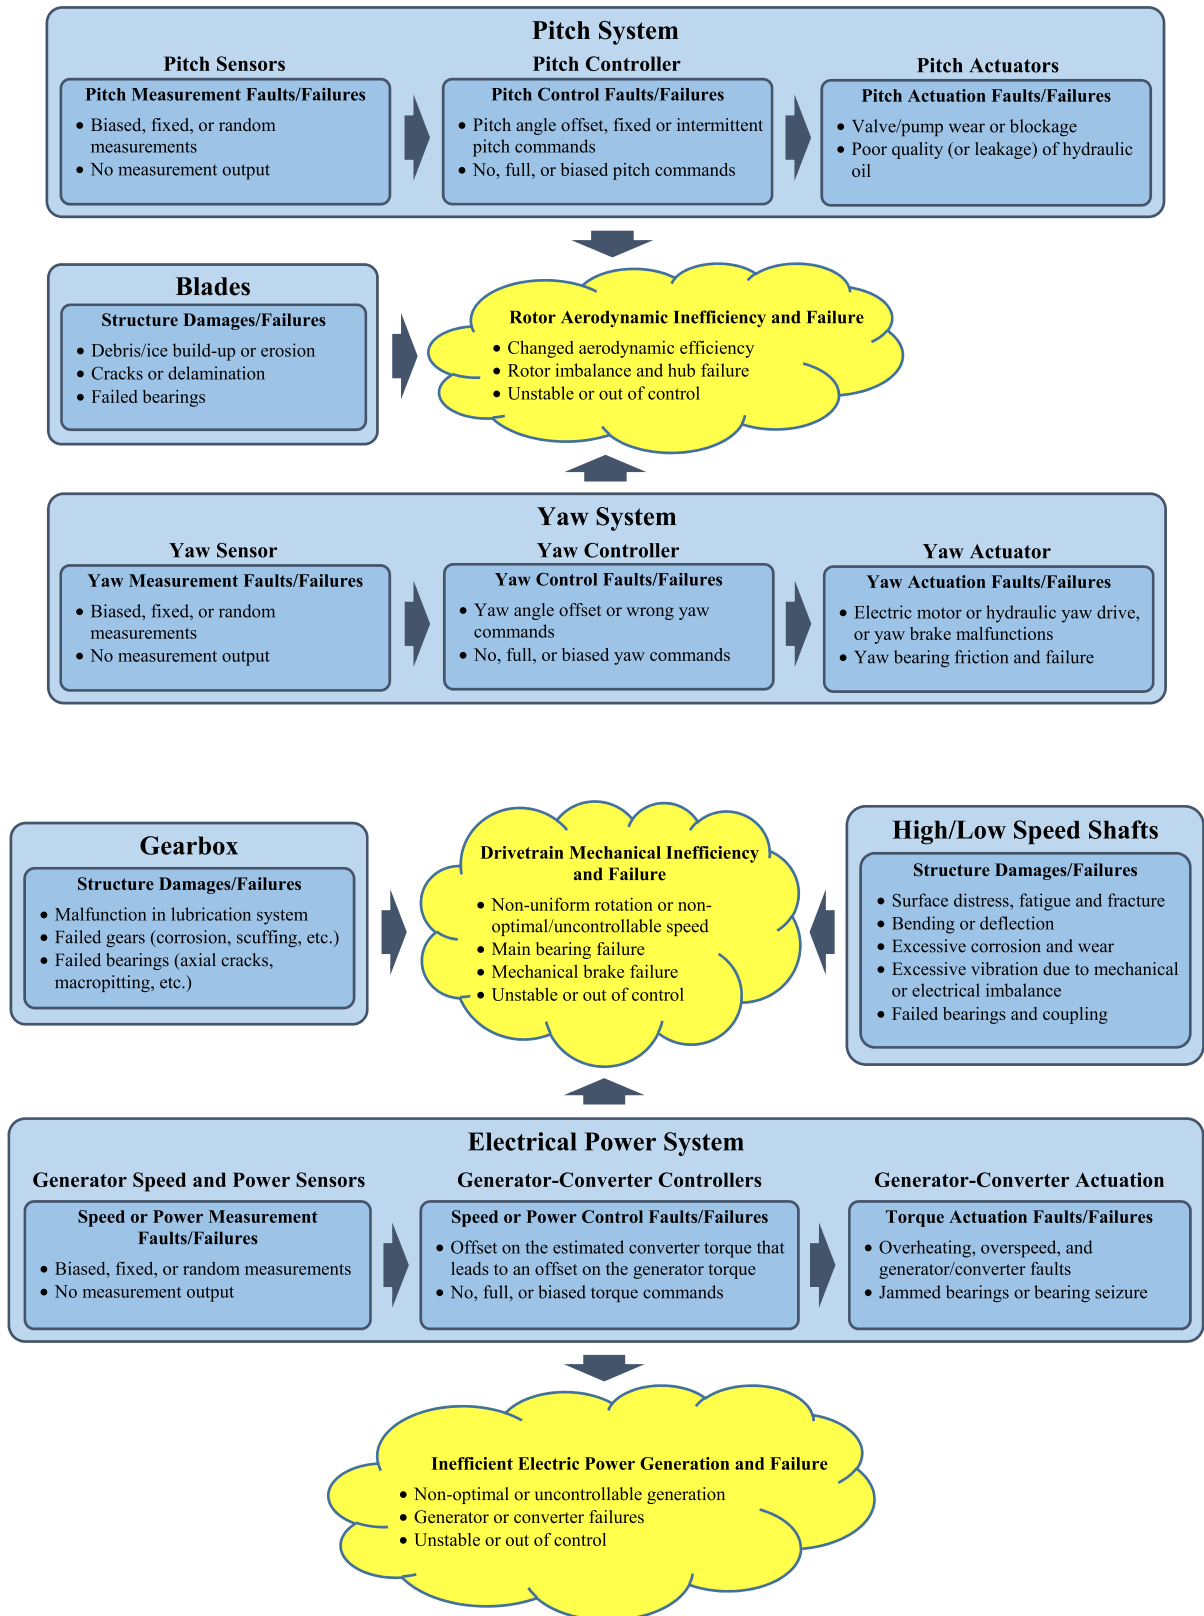 Pitch System
Pitch Sensors
Pitch Measurement Faults/Failures
• Biased, fixed, or random
measurements
• No measurement output
Pitch Controller
Pitch Control Faults/Failures
• Pitch angle offset, fixed or intermittent
pitch commands
• No, full, or biased pitch commands
Pitch Actuators
Pitch Actuation Faults/Failures
• Valve/pump wear or blockage
• Poor quality (or leakage) of hydraulic
oil
Blades
Structure Damages/Failures
• Debris/ice build-up or erosion
• Cracks or delamination
• Failed bearings
Rotor Aerodynamic Inefficiency and Failure
• Changed aerodynamic efficiency
• Rotor imbalance and hub failure
• Unstable or out of control
Yaw System
Yaw Sensor
Yaw Measurement Faults/Failures
• Biased, fixed, or random
measurements
• No measurement output
Yaw Controller
Yaw Control Faults/Failures
• Yaw angle offset or wrong yaw
commands
• No, full, or biased yaw commands
Yaw Actuator
Yaw Actuation Faults/Failures
• Electric motor or hydraulic yaw drive,
or yaw brake malfunctions
• Yaw bearing friction and failure
Gearbox
Structure Damages/Failures
• Malfunction in lubrication system
• Failed gears (corrosion, scuffing, etc.)
• Failed bearings (axial cracks,
macropitting, etc.)
Drivetrain Mechanical Inefficiency
and Failure
• Non-uniform rotation or non-
optimal/uncontrollable speed
• Main bearing failure
• Mechanical brake failure
• Unstable or out of control
High/Low Speed Shafts
Structure Damages/Failures
• Surface distress, fatigue and fracture
• Bending or deflection
• Excessive corrosion and wear
• Excessive vibration due to mechanical
or electrical imbalance
• Failed bearings and coupling
Electrical Power System
Generator Speed and Power Sensors
Speed or Power Measurement
Faults/Failures
• Biased, fixed, or random measurements
• No measurement output
Generator-Converter Controllers
Speed or Power Control Faults/Failures
• Offset on the estimated converter torque that
leads to an offset on the generator torque
• No, full, or biased torque commands
Generator-Converter Actuation
Torque Actuation Faults/Failures
• Overheating, overspeed, and
generator/converter faults
• Jammed bearings or bearing seizure
Inefficient Electric Power Generation and Failure
• Non-optimal or uncontrollable generation
• Generator or converter failures
• Unstable or out of control